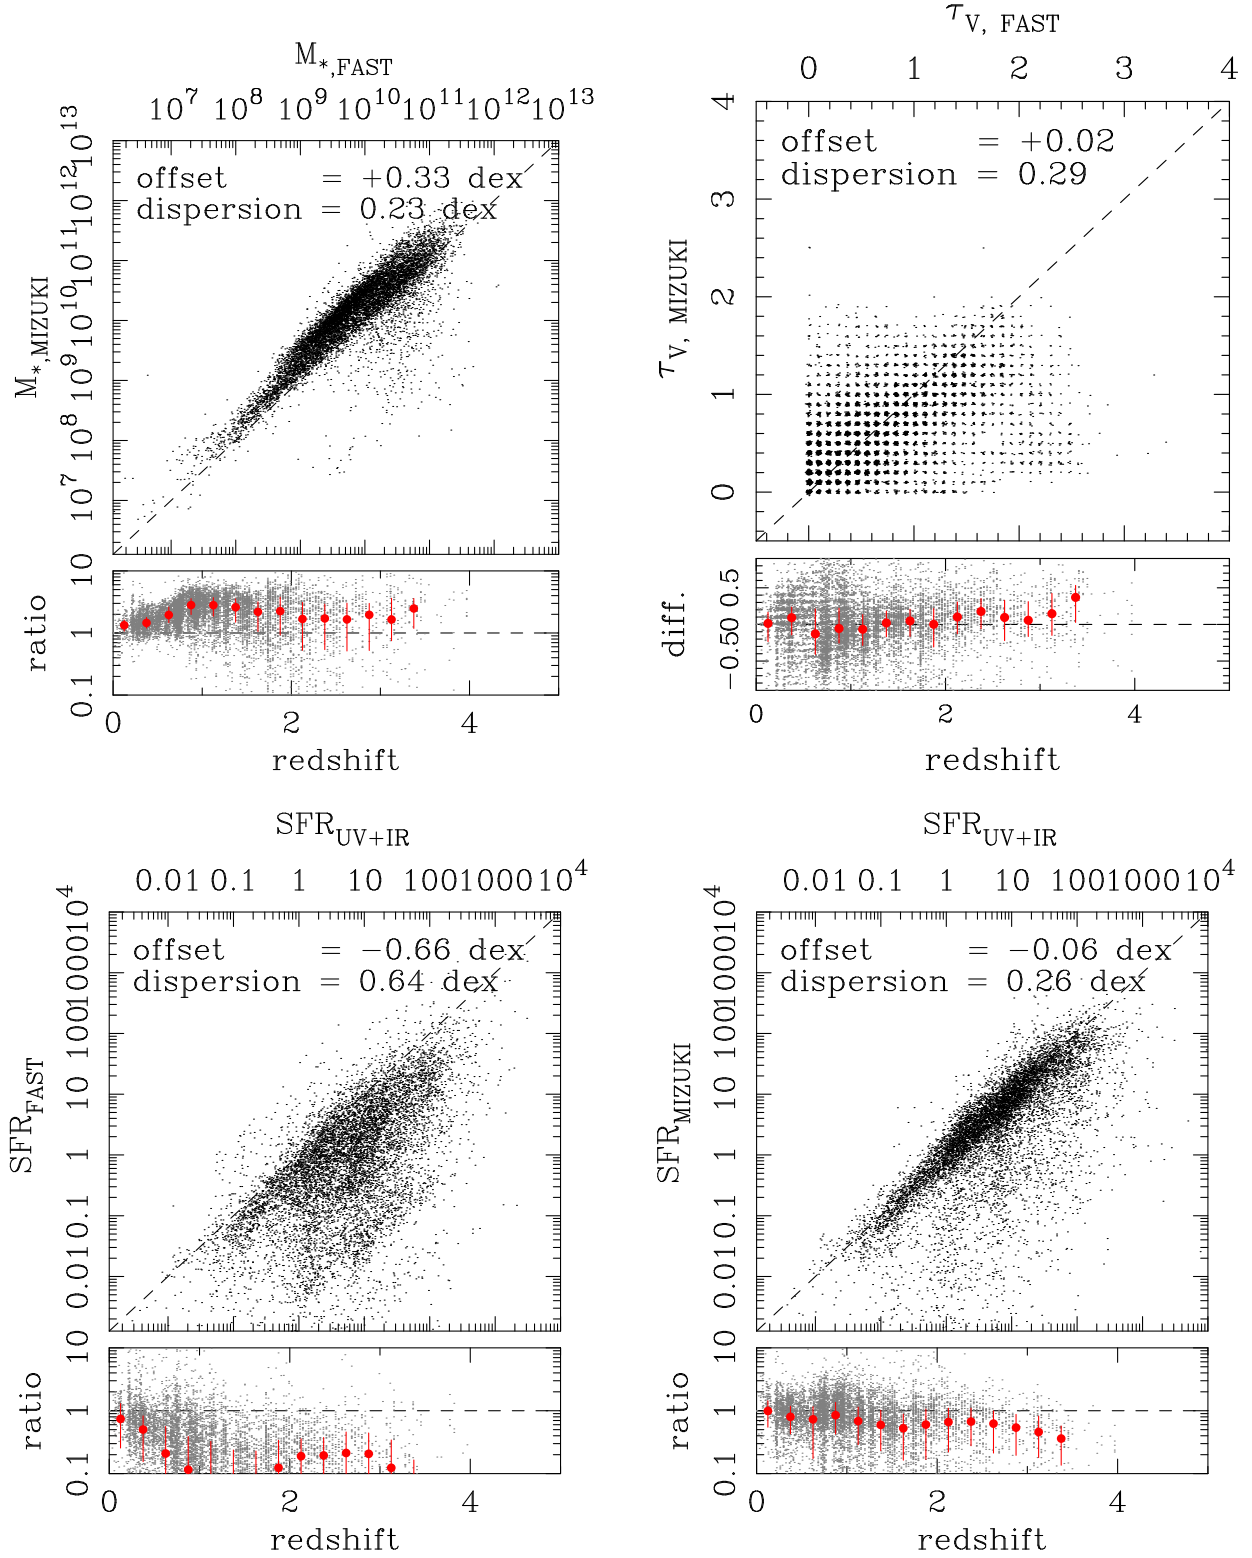 M*,FAST
10^7 10^8 10^9 10^10 10^11 10^12 10^13
M*,MIZUKI
10^7 10^8 10^9 10^10 10^11 10^12 10^13
offset = +0.33 dex
dispersion = 0.23 dex
ratio
0.1 1 10
0 2 4
redshift
τV, FAST
0 1 2 3 4
τV, MIZUKI
0 1 2 3 4
offset = +0.02
dispersion = 0.29
diff.
−0.5 0 0.5
0 2 4
redshift
SFRUV+IR
0.01 0.1 1 10 100 1000 10^4
SFRFAST
0.01 0.1 1 10 100 1000 10^4
offset = −0.66 dex
dispersion = 0.64 dex
ratio
0.1 1 10
0 2 4
redshift
SFRUV+IR
0.01 0.1 1 10 100 1000 10^4
SFRMIZUKI
0.01 0.1 1 10 100 1000 10^4
offset = −0.06 dex
dispersion = 0.26 dex
ratio
0.1 1 10
0 2 4
redshift